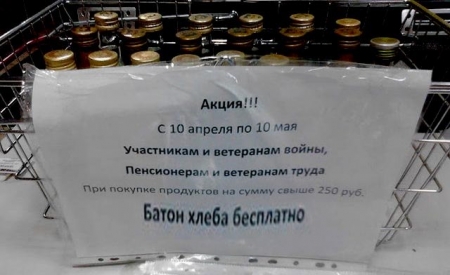 Акция!!!
С 10 апреля по 10 мая
Участникам и ветеранам войны,
Пенсионерам и ветеранам труда
При покупке продуктов на сумму свыше 250 руб.
Батон хлеба бесплатно